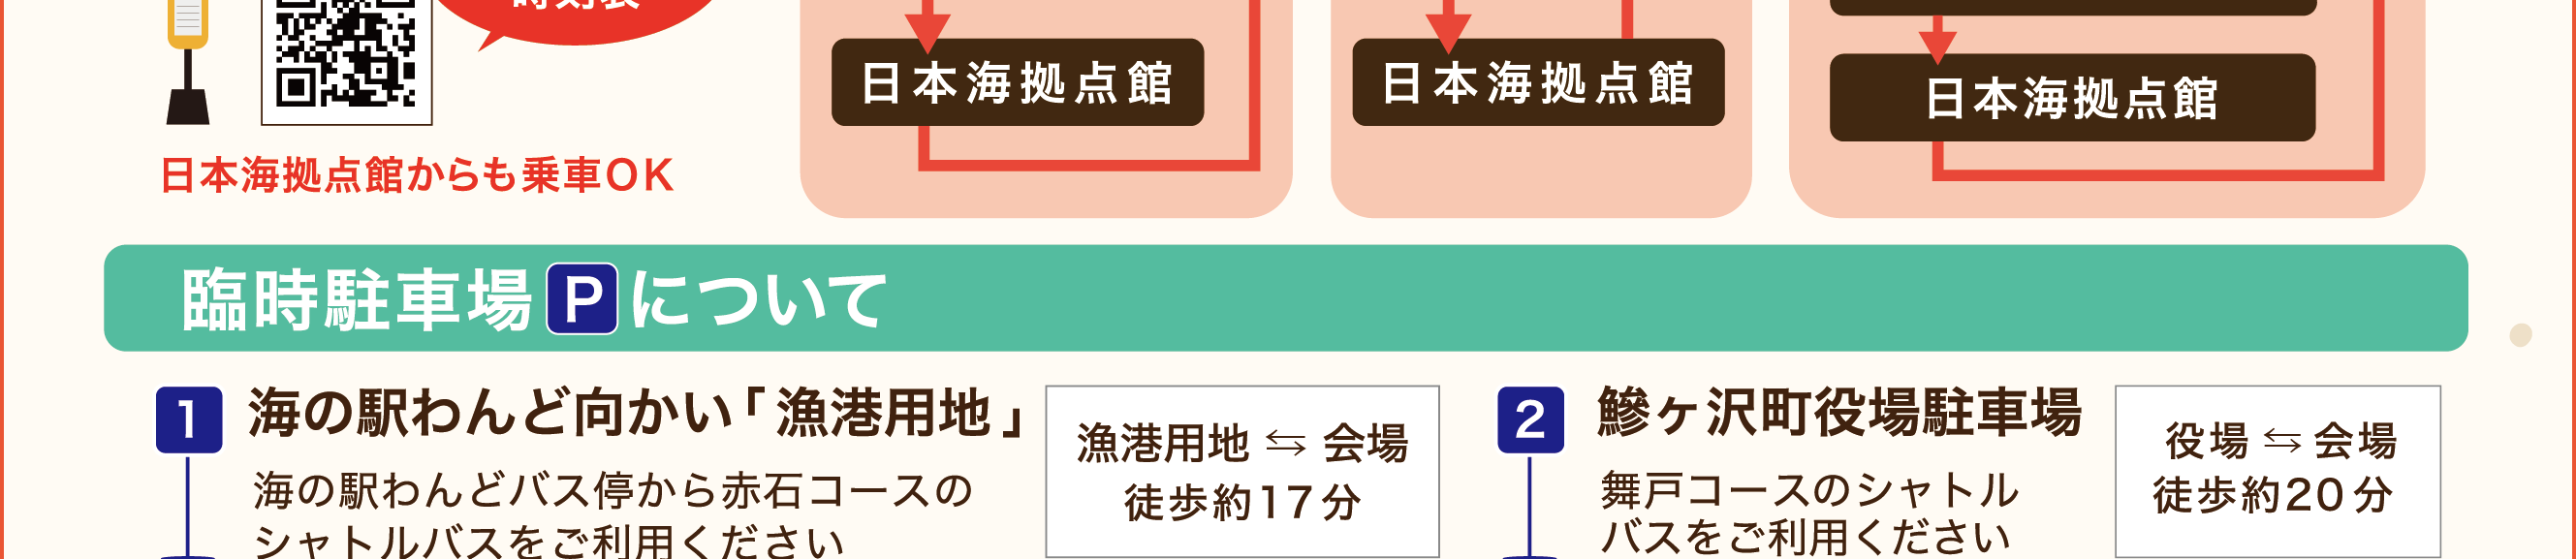 時刻表
日本海拠点館
日本海拠点館
日本海拠点館
日本海拠点館からも乗車OK
臨時駐車場Pについて
1
海の駅わんど向かい「漁港用地」
海の駅わんどバス停から赤石コースの
シャトルバスをご利用ください
漁港用地⇆会場
徒歩約17分
2
鰺ヶ沢町役場駐車場
舞戸コースのシャトル
バスをご利用ください
役場⇆会場
徒歩約20分